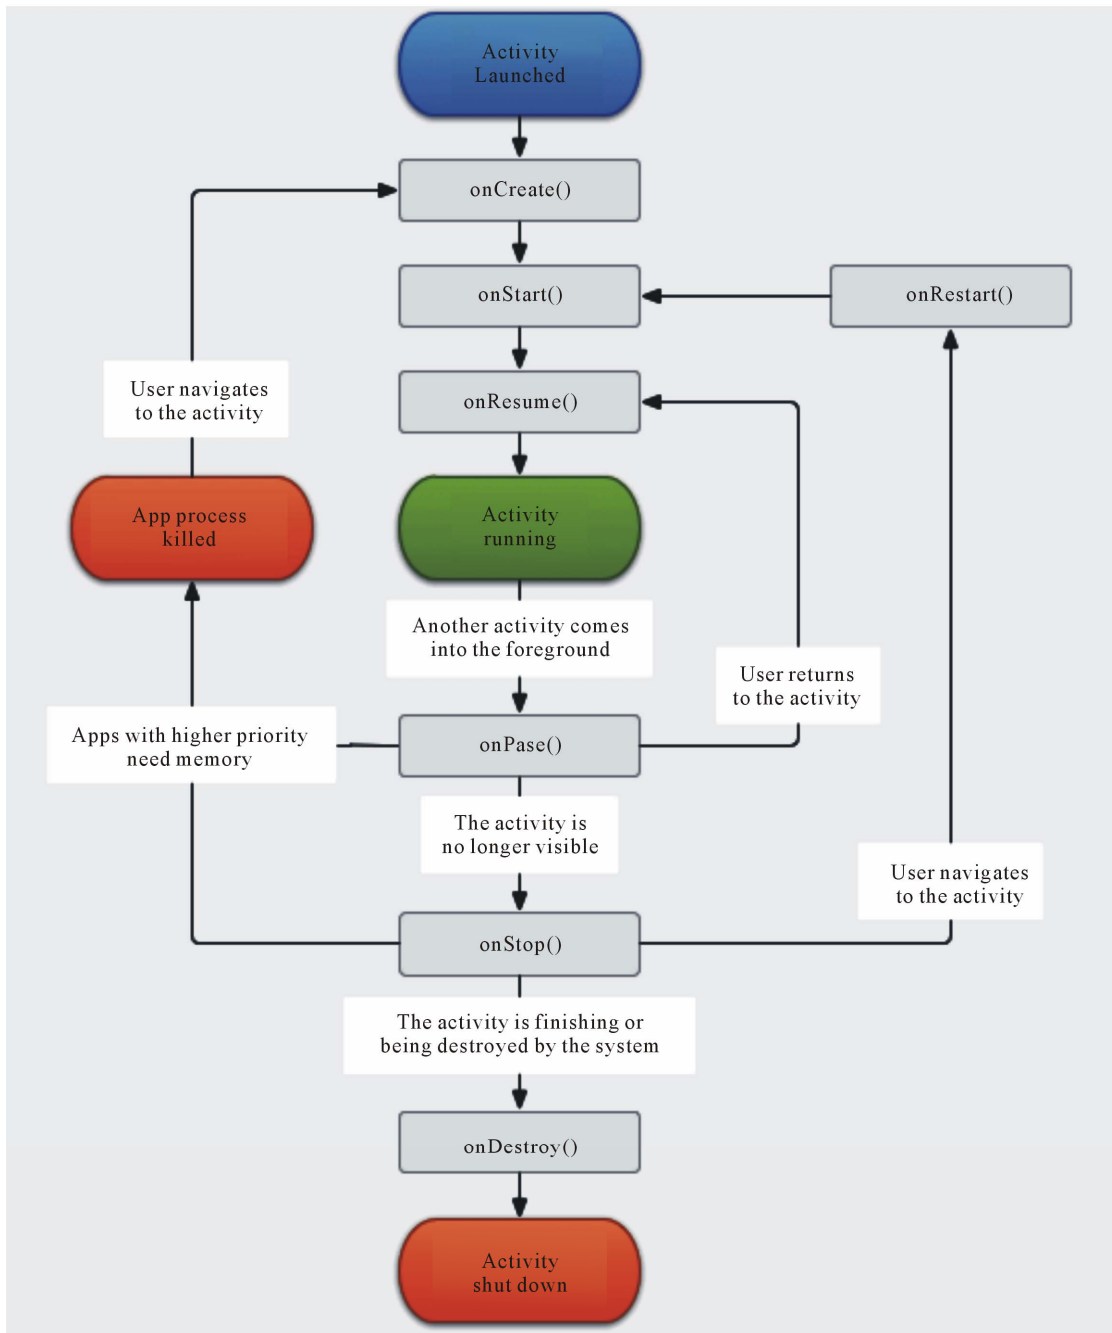 Activity
Launched
onCreate()
onStart()
onRestart()
onResume()
User navigates
to the activity
App process
killed
Activity
running
Another activity comes
into the foreground
User returns
to the activity
Apps with higher priority
need memory
onPase()
The activity is
no longer visible
User navigates
to the activity
onStop()
The activity is finishing or
being destroyed by the system
onDestroy()
Activity
shut down